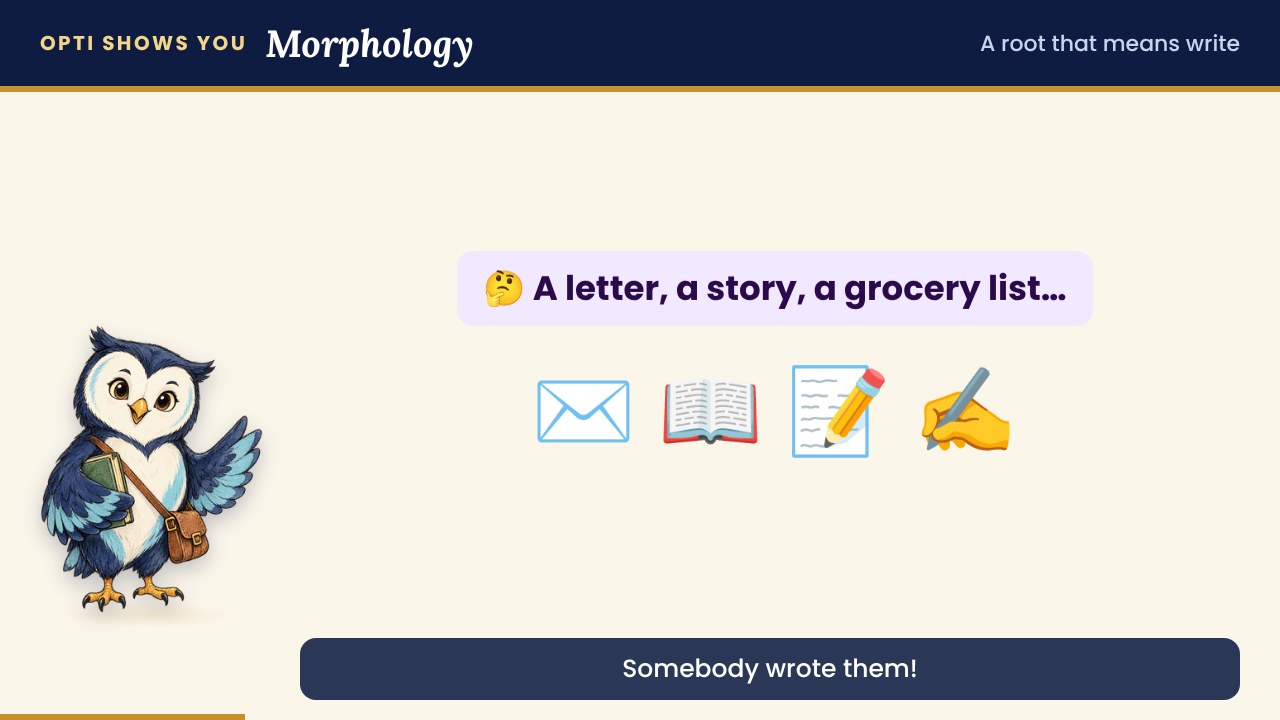 OPTI SHOWS YOU Morphology
A root that means write
🤔 A letter, a story, a grocery list...
Somebody wrote them!